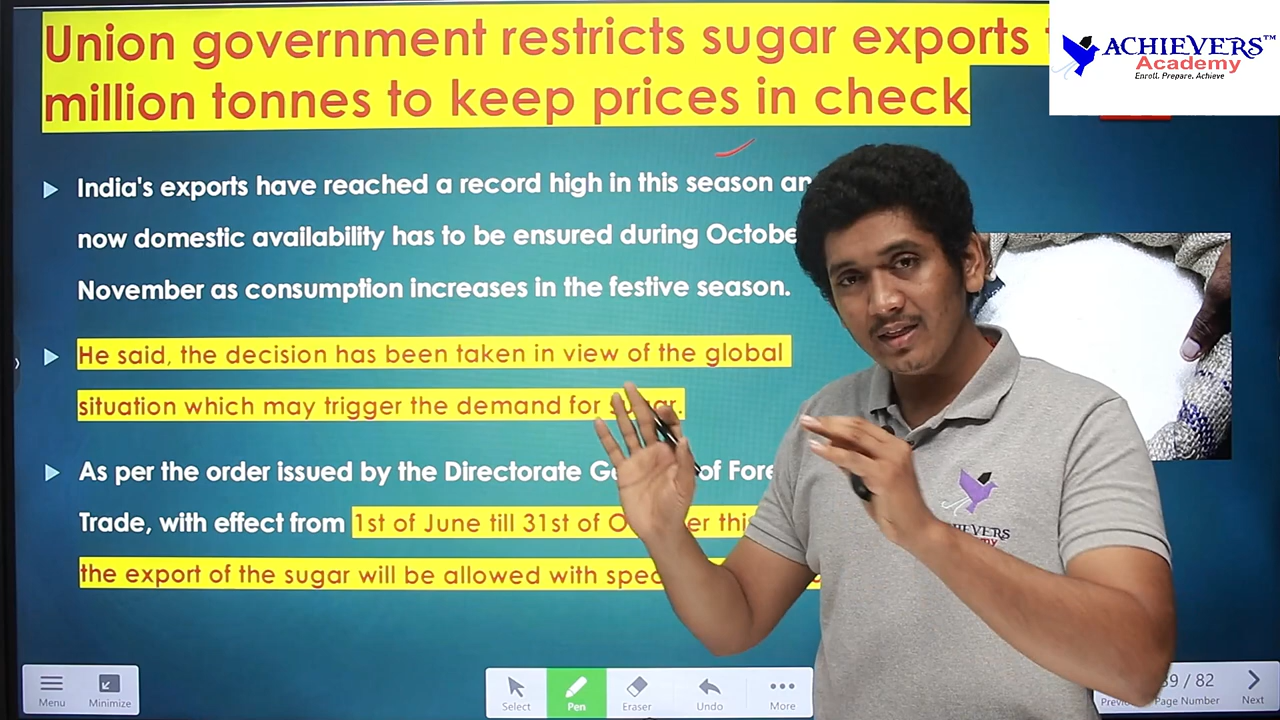 Union government restricts sugar exports
million tonnes to keep prices in check
ACHIEVERS™
Academy
Enroll. Prepare. Achieve
India's exports have reached a record high in this season
now domestic availability has to be ensured during
November as consumption increases in the festive season.
He said, the decision has been taken in view of the global
situation which may trigger the demand for
As per the order issued by the Directorate of
Trade, with effect from 1st of June till 31st of
the export of the sugar will be allowed with
Menu
Minimize
Select
Pen
Eraser
Undo
More
/ 82
Page Number
Next